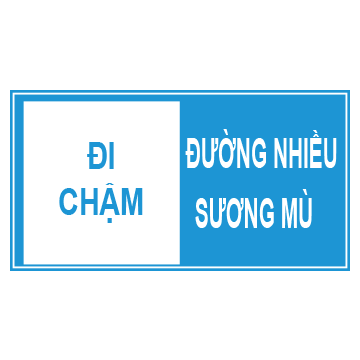 ĐI
CHẬM
ĐƯỜNG NHIỀU
SƯƠNG MÙ